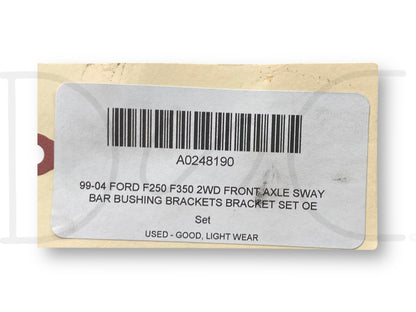 A0248190
99-04 FORD F250 F350 2WD FRONT AXLE SWAY
BAR BUSHING BRACKETS BRACKET SET OE
Set
USED - GOOD, LIGHT WEAR